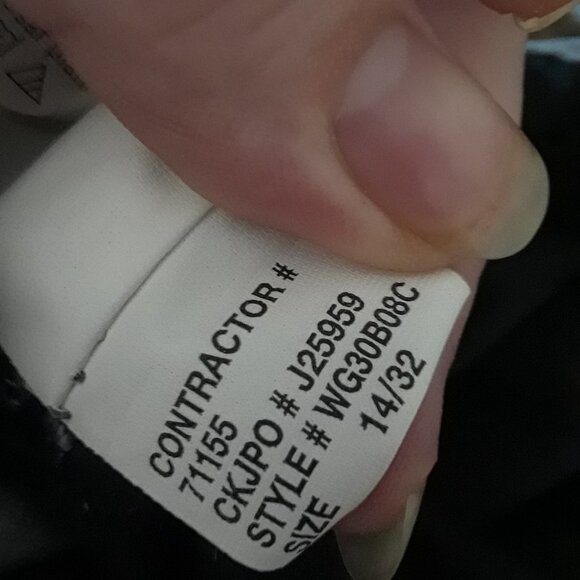 CONTRACTOR #
71155
CKJPO # J25959
STYLE # WG30B08C
SIZE 14/32